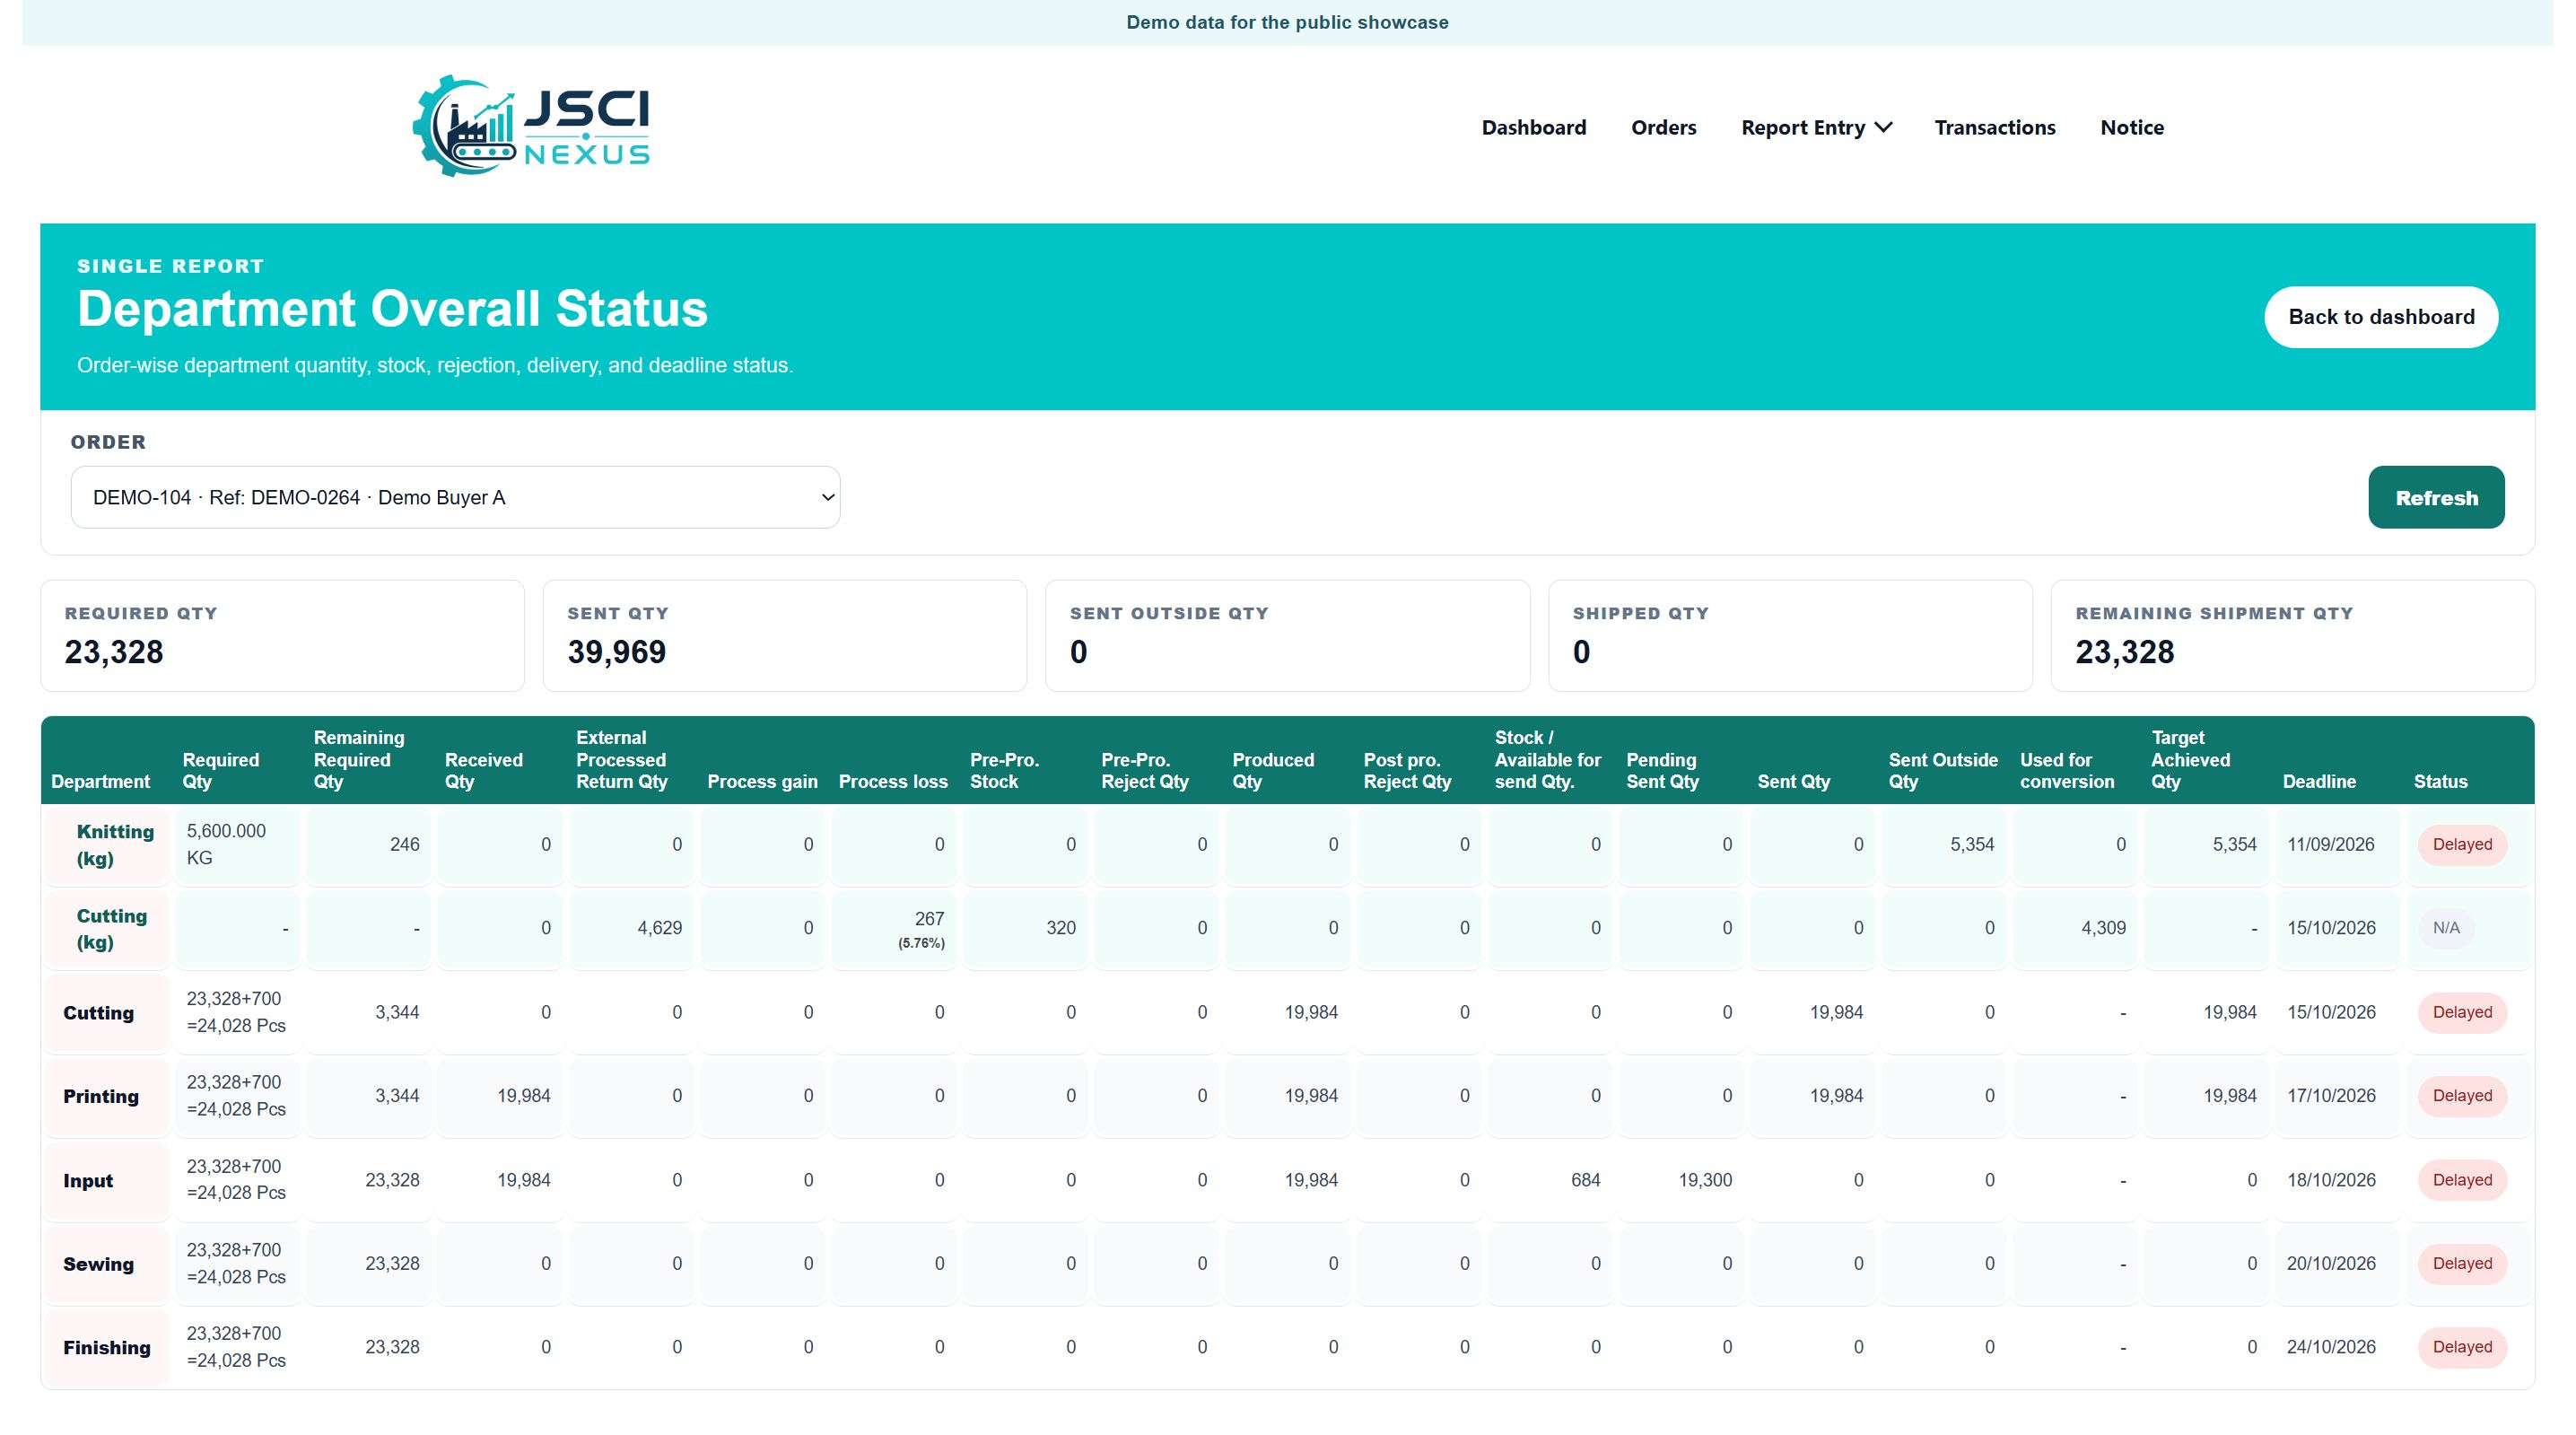 Demo data for the public showcase
JSCI
NEXUS
Dashboard Orders Report Entry Transactions Notice
SINGLE REPORT
Department Overall Status
Order-wise department quantity, stock, rejection, delivery, and deadline status.
Back to dashboard
ORDER
DEMO-104 · Ref: DEMO-0264 · Demo Buyer A
Refresh
REQUIRED QTY
23,328
SENT QTY
39,969
SENT OUTSIDE QTY
0
SHIPPED QTY
0
REMAINING SHIPMENT QTY
23,328
Department
Required
Qty
Remaining
Required
Qty
Received
Qty
External
Processed
Return Qty
Process gain
Process loss
Pre-Pro.
Stock
Pre-Pro.
Reject Qty
Produced
Qty
Post pro.
Reject Qty
Stock /
Available for
send Qty.
Pending
Sent Qty
Sent Qty
Sent Outside
Qty
Used for
conversion
Target
Achieved
Qty
Deadline
Status
Knitting
(kg)
5,600.000
KG
246 0 0 0 0 0 0 0 0 0 0 0 5,354 0 5,354 11/09/2026 Delayed
Cutting
(kg)
- - 0 4,629 0 267
(5.76%)
320 0 0 0 0 0 0 0 4,309 - 15/10/2026 N/A
Cutting
23,328+700
=24,028 Pcs
3,344 0 0 0 0 0 0 19,984 0 0 0 19,984 0 - 19,984 15/10/2026 Delayed
Printing
23,328+700
=24,028 Pcs
3,344 19,984 0 0 0 0 0 19,984 0 0 0 19,984 0 - 19,984 17/10/2026 Delayed
Input
23,328+700
=24,028 Pcs
23,328 19,984 0 0 0 0 0 19,984 0 684 19,300 0 0 - 0 18/10/2026 Delayed
Sewing
23,328+700
=24,028 Pcs
23,328 0 0 0 0 0 0 0 0 0 0 0 0 - 0 20/10/2026 Delayed
Finishing
23,328+700
=24,028 Pcs
23,328 0 0 0 0 0 0 0 0 0 0 0 0 - 0 24/10/2026 Delayed